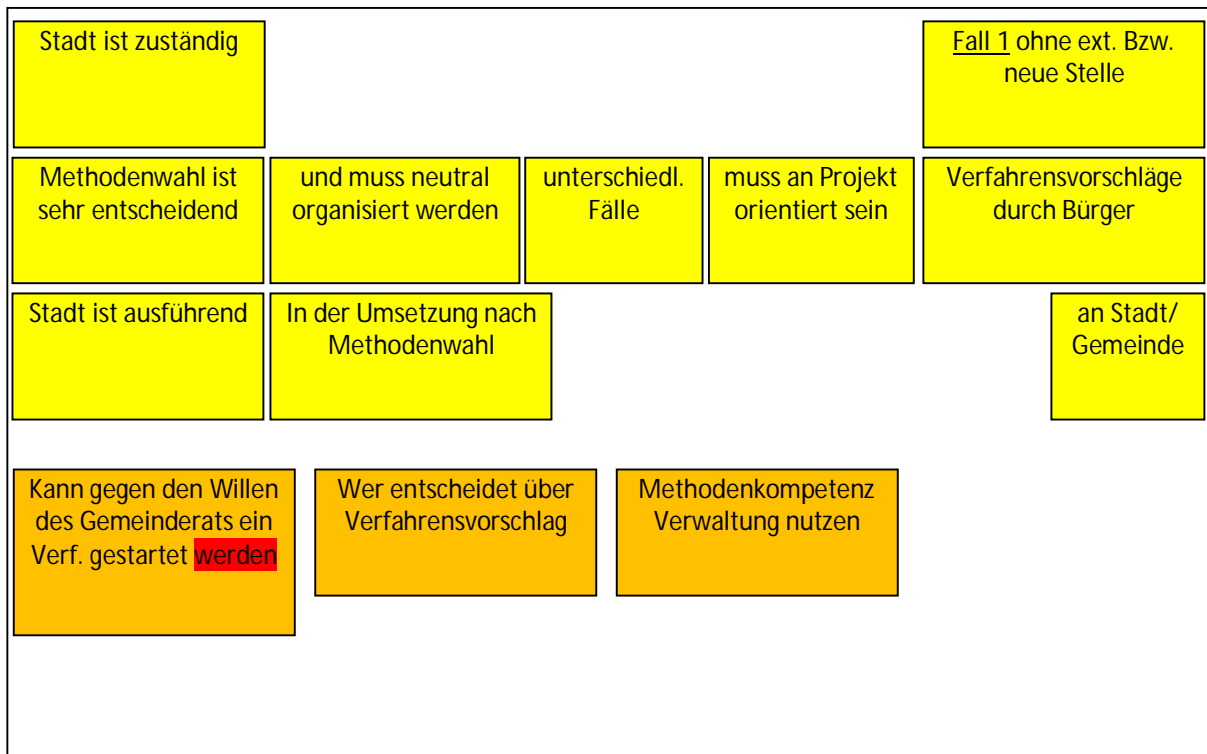 Stadt ist zuständig
Fall 1 ohne ext. Bzw.
neue Stelle
Methodenwahl ist
sehr entscheidend
und muss neutral
organisiert werden
unterschiedl.
Fälle
muss an Projekt
orientiert sein
Verfahrensvorschläge
durch Bürger
Stadt ist ausführend
In der Umsetzung nach
Methodenwahl
an Stadt/
Gemeinde
Kann gegen den Willen
des Gemeinderats ein
Verf. gestartet werden
Wer entscheidet über
Verfahrensvorschlag
Methodenkompetenz
Verwaltung nutzen